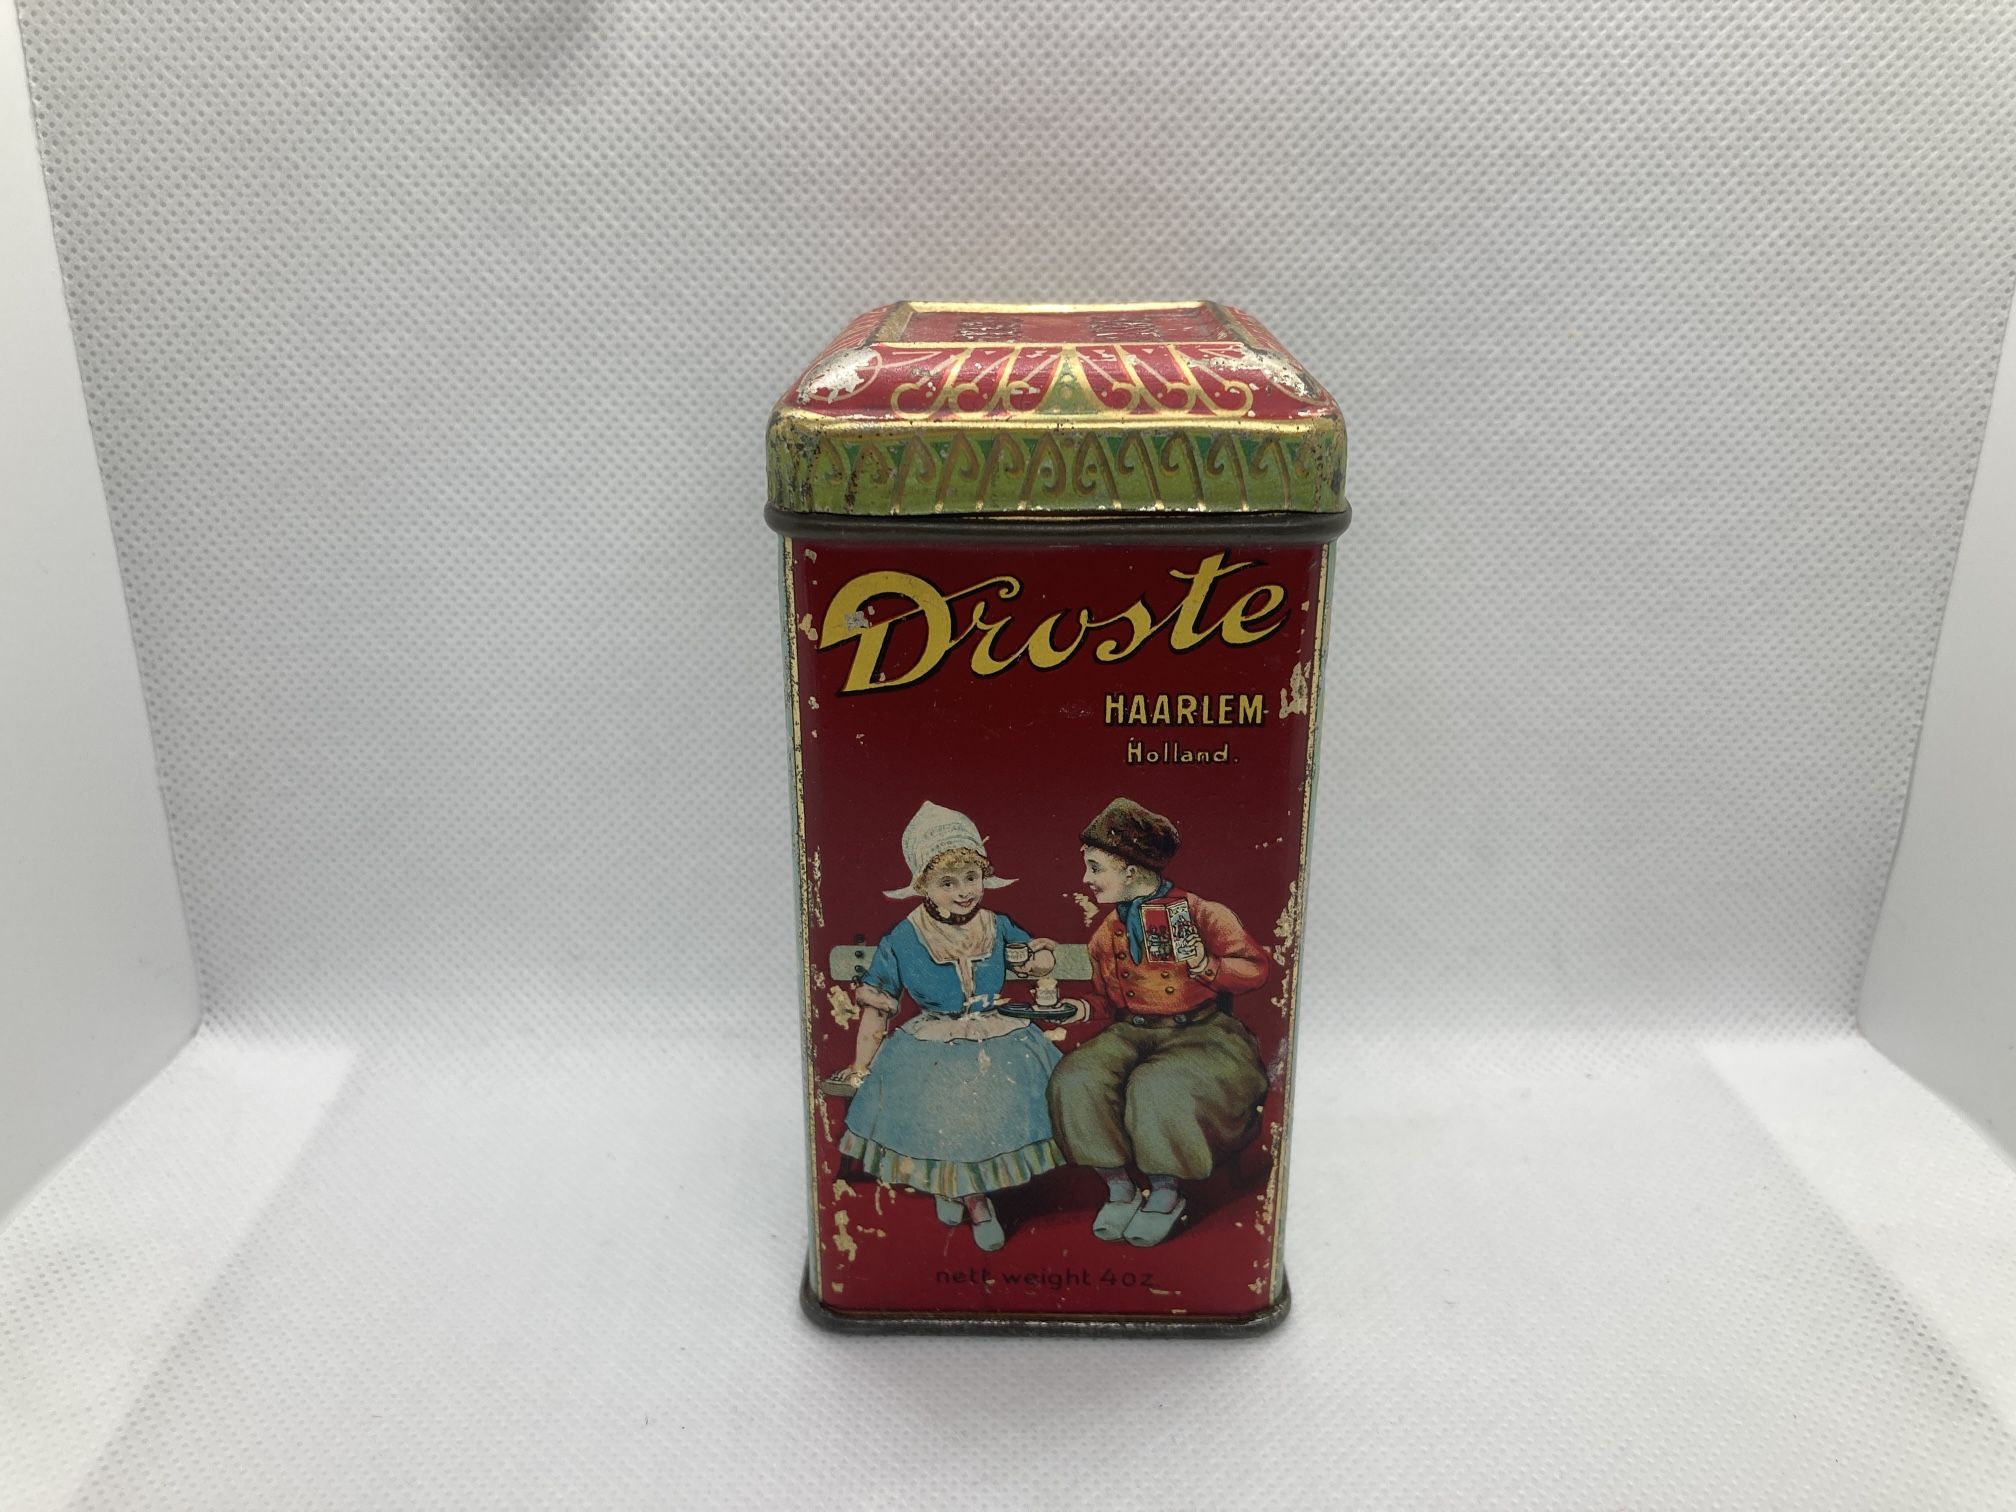 Droste
HAARLEM
Holland.
nett weight 4oz